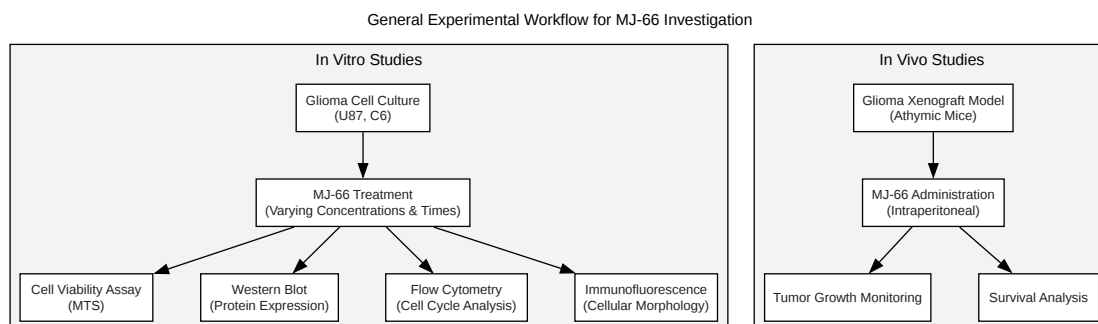 General Experimental Workflow for MJ-66 Investigation
In Vitro Studies
Glioma Cell Culture
(U87, C6)
MJ-66 Treatment
(Varying Concentrations & Times)
Cell Viability Assay
(MTS)
Western Blot
(Protein Expression)
Flow Cytometry
(Cell Cycle Analysis)
Immunofluorescence
(Cellular Morphology)
In Vivo Studies
Glioma Xenograft Model
(Athymic Mice)
MJ-66 Administration
(Intraperitoneal)
Tumor Growth Monitoring
Survival Analysis